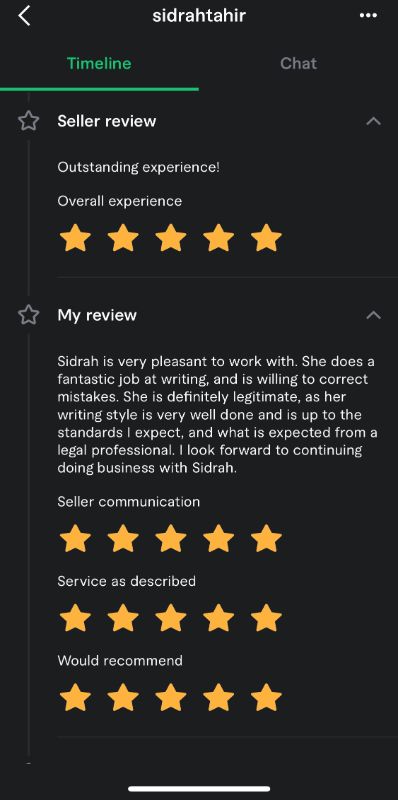 sidrahtahir
Timeline
Chat
Seller review
Outstanding experience!
Overall experience
My review
Sidrah is very pleasant to work with. She does a
fantastic job at writing, and is willing to correct
mistakes. She is definitely legitimate, as her
writing style is very well done and is up to the
standards I expect, and what is expected from a
legal professional. I look forward to continuing
doing business with Sidrah.
Seller communication
Service as described
Would recommend